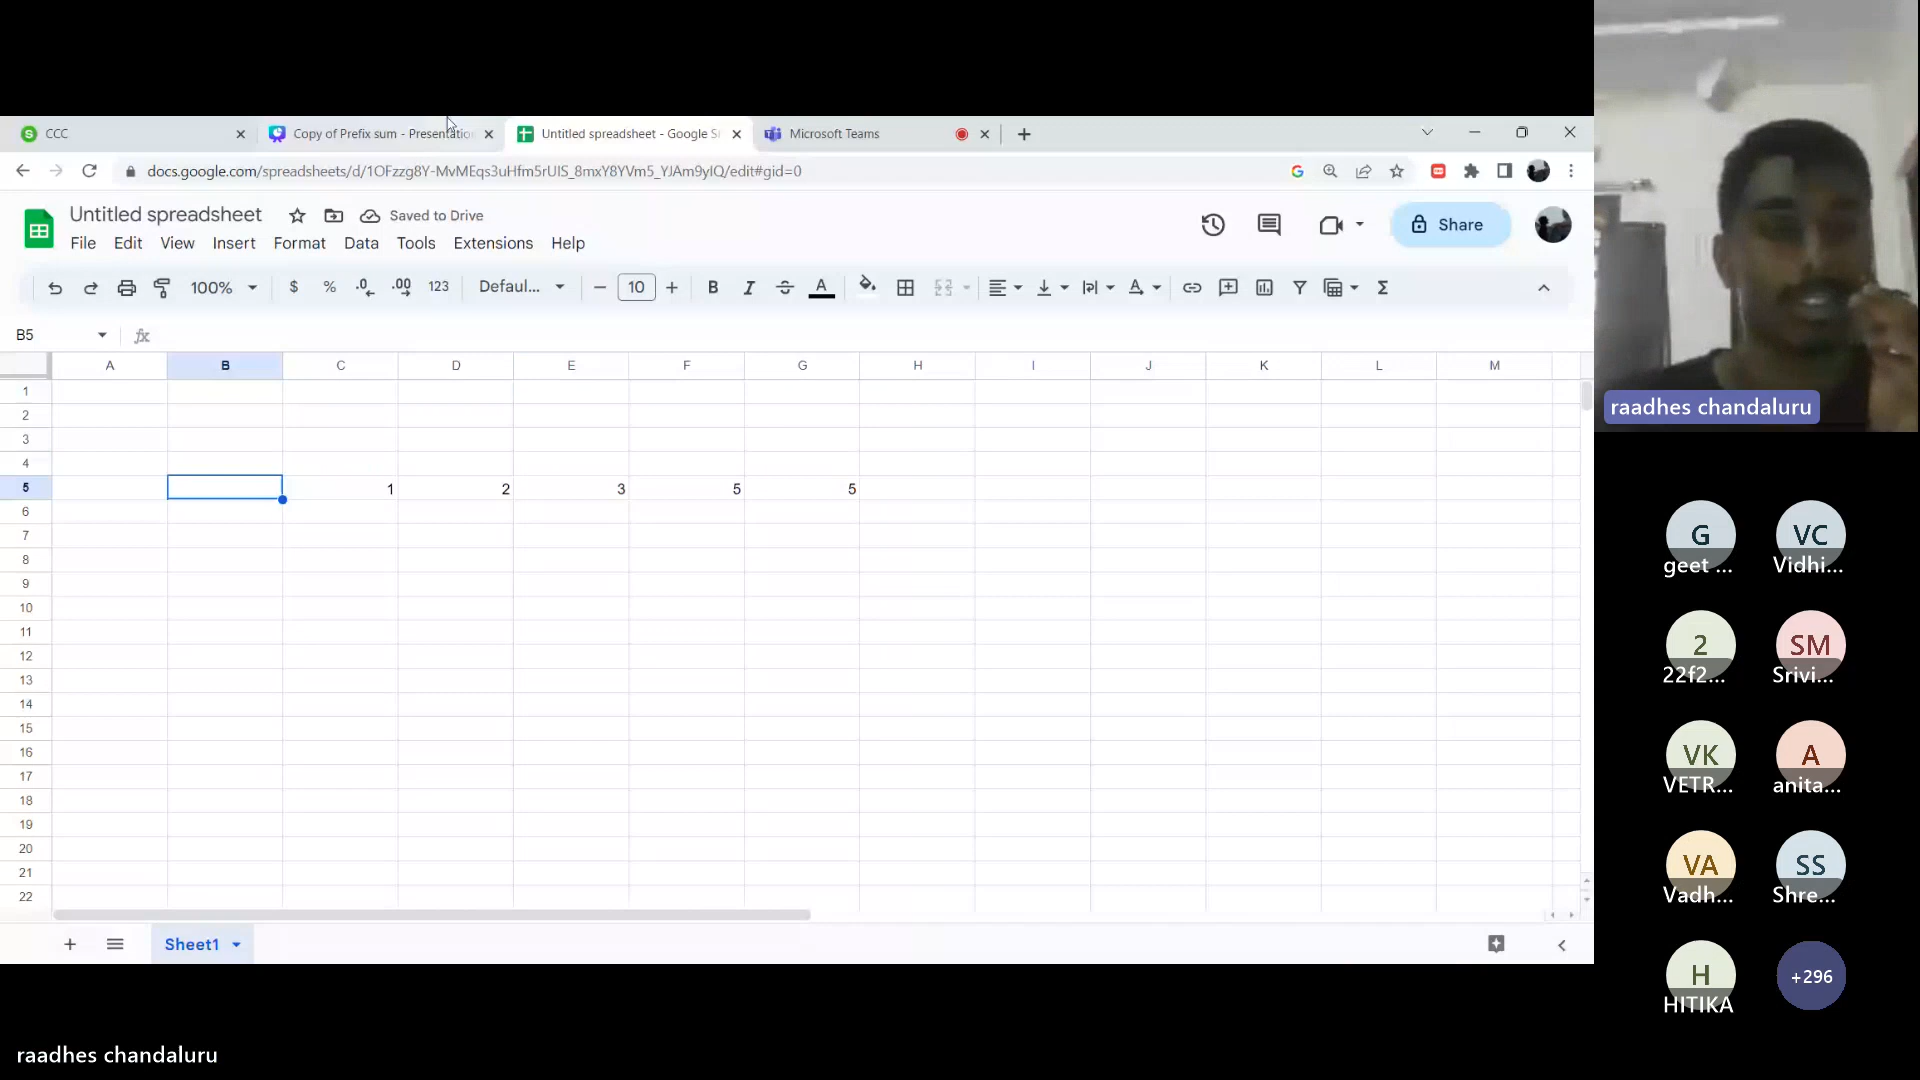 CCC
Copy of Prefix sum - Presentatio
Untitled spreadsheet - Google S
Microsoft Teams
docs.google.com/spreadsheets/d/1OFzzg8Y-MvMEqs3uHfm5rUIS_8mxY8YVm5_YJAm9yIQ/edit#gid=0
Untitled spreadsheet
Saved to Drive
File Edit View Insert Format Data Tools Extensions Help
Share
100% $ % .0 .00 123 Defaul... 10 B I S A Σ
B5 fx
A B C D E F G H I J K L M
1
2
3
4
5 1 2 3 5 5
6
7
8
9
10
11
12
13
14
15
16
17
18
19
20
21
22
Sheet1
raadhes chandaluru
G VC
geet ... Vidhi...
2 SM
22f2... Srivi...
VK A
VETR... anita...
VA SS
Vadh... Shre...
H +296
HITIKA
raadhes chandaluru